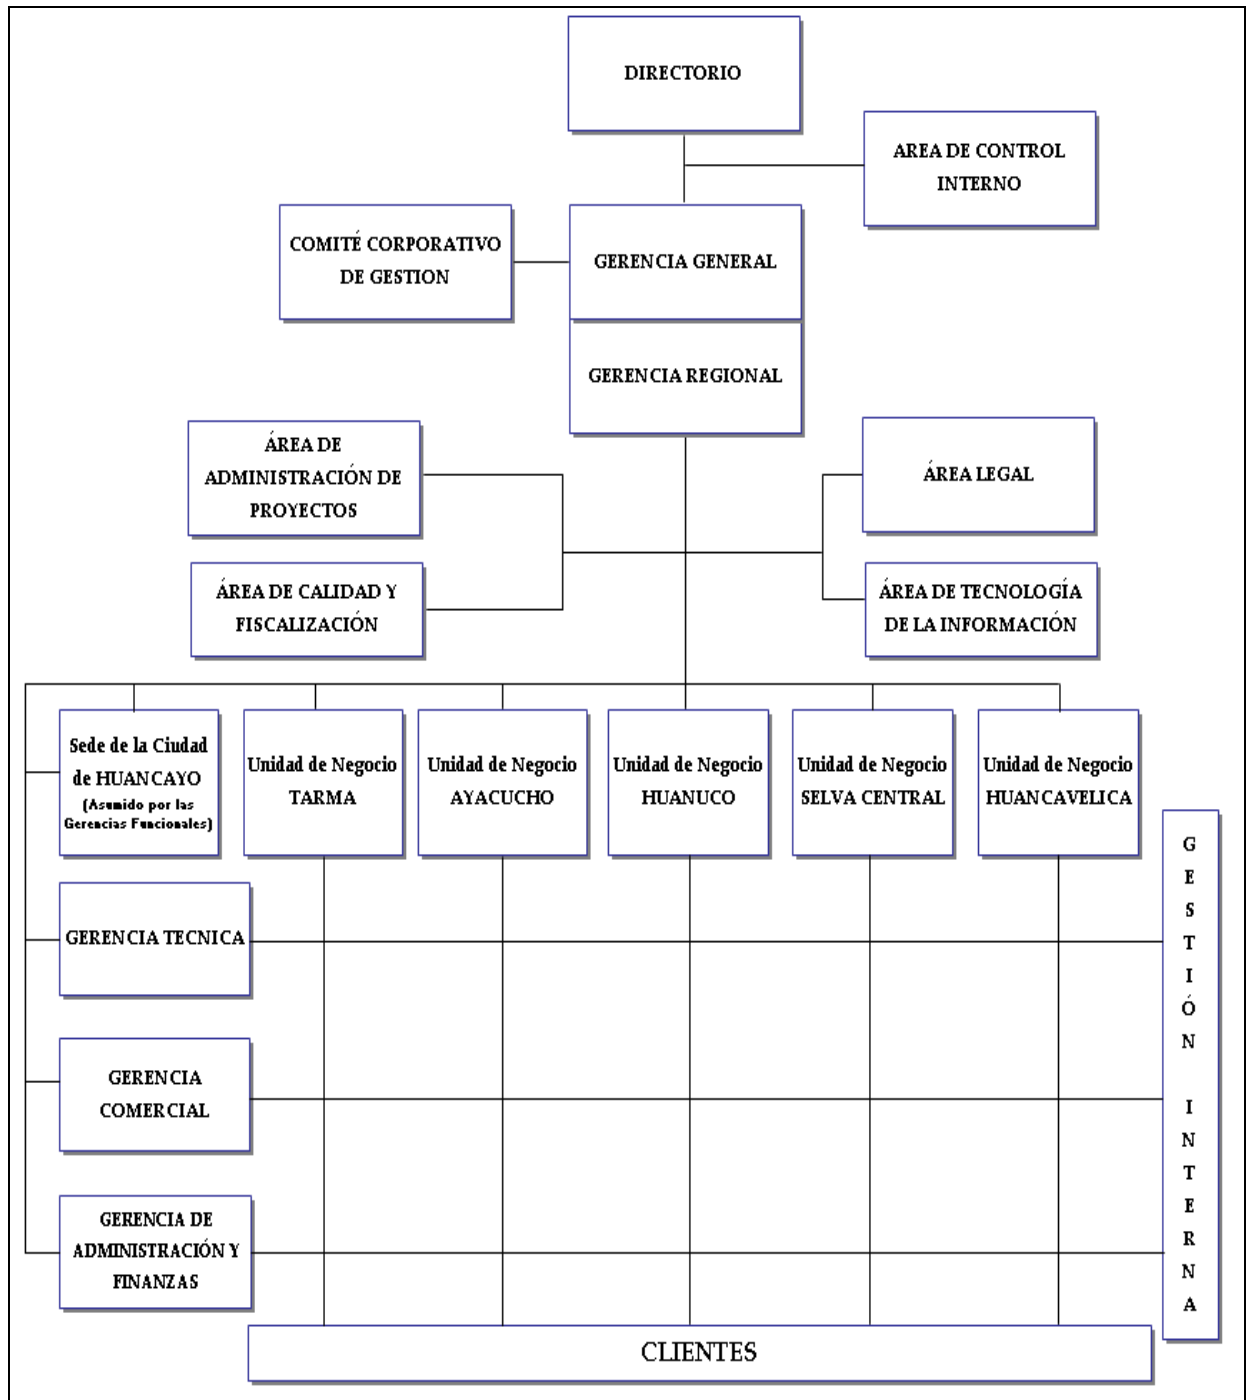 DIRECTORIO
AREA DE CONTROL
INTERNO
COMITÉ CORPORATIVO
DE GESTION
GERENCIA GENERAL
GERENCIA REGIONAL
ÁREA DE
ADMINISTRACIÓN DE
PROYECTOS
ÁREA LEGAL
ÁREA DE CALIDAD Y
FISCALIZACIÓN
ÁREA DE TECNOLOGÍA
DE LA INFORMACIÓN
Sede de la Ciudad
de HUANCAYO
(Asumido por las
Gerencias Funcionales)
Unidad de Negocio
TARMA
Unidad de Negocio
AYACUCHO
Unidad de Negocio
HUANUCO
Unidad de Negocio
SELVA CENTRAL
Unidad de Negocio
HUANCAVELICA
GERENCIA TECNICA
GERENCIA
COMERCIAL
GERENCIA DE
ADMINISTRACIÓN Y
FINANZAS
GESTIÓN INTERNA
CLIENTES